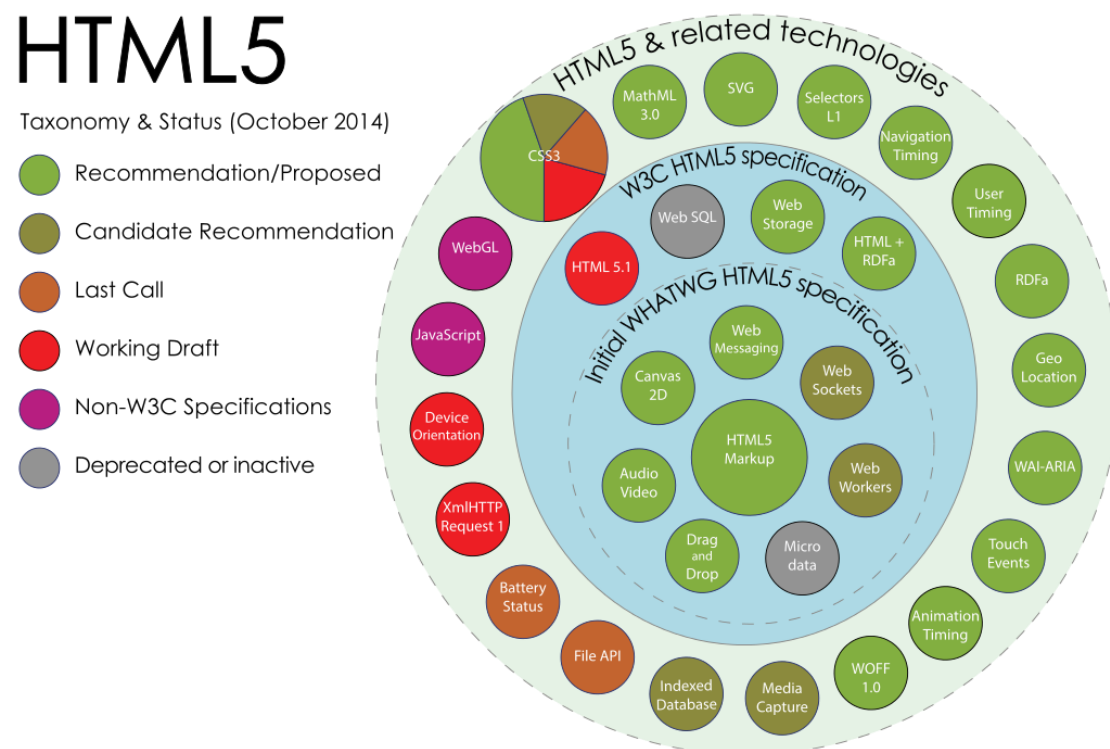 HTML5
Taxonomy & Status (October 2014)
Recommendation/Proposed
Candidate Recommendation
Last Call
Working Draft
Non-W3C Specifications
Deprecated or inactive
HTML5 & related technologies
CSS3
MathML
3.0
SVG
Selectors
L1
Navigation
Timing
User
Timing
RDFa
Geo
Location
WAI-ARIA
Touch
Events
Animation
Timing
WOFF
1.0
Media
Capture
Indexed
Database
File API
Battery
Status
XmlHTTP
Request 1
Device
Orientation
JavaScript
WebGL
W3C HTML5 specification
HTML 5.1
Web SQL
Web
Storage
HTML +
RDFa
Initial WHATWG HTML5 specification
Web
Messaging
Web
Sockets
Web
Workers
Micro
data
Drag
and
Drop
Audio
Video
Canvas
2D
HTML5
Markup